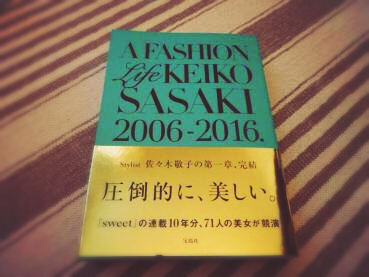 A FASHION
Life KEIKO
SASAKI
2006-2016.
Stylist 佐々木敬子の第一章、完結
圧倒的に、美しい。
「sweet」の連載10年分、71人の美女が競演
宝島社